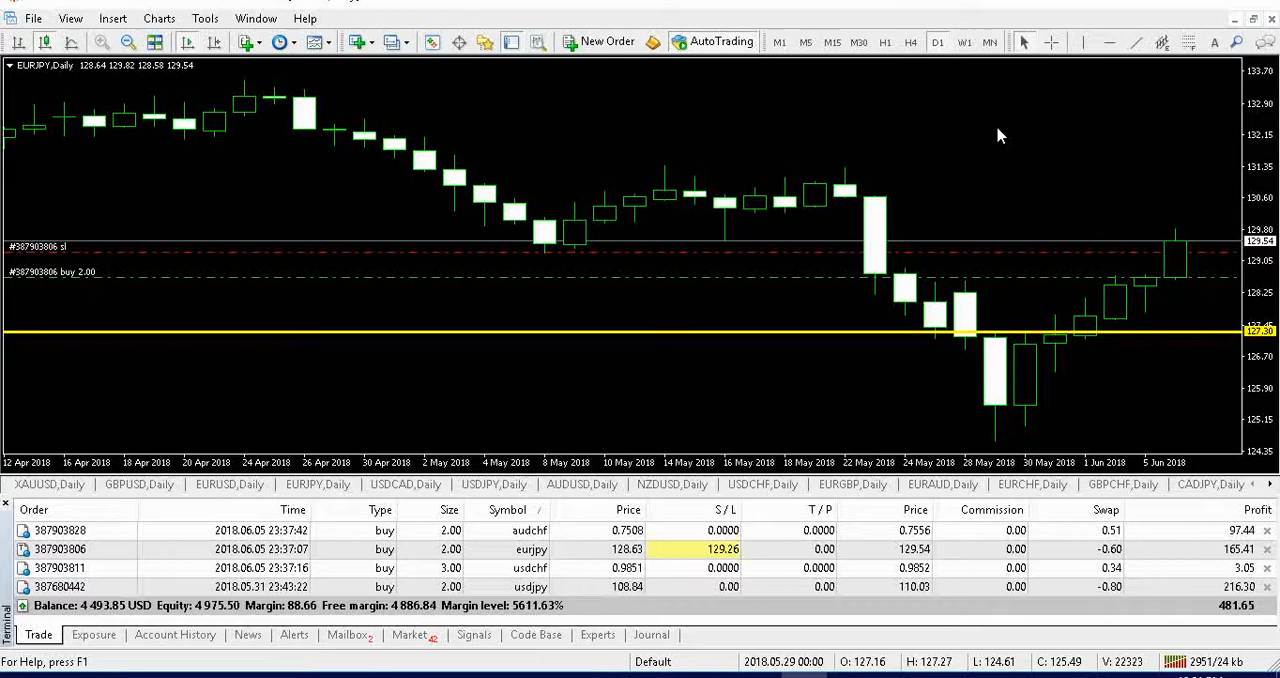 File View Insert Charts Tools Window Help
New Order AutoTrading M1 M5 M15 M30 H1 H4 D1 W1 MN A
EURJPY,Daily 128.64 129.82 128.58 129.54
133.70
132.90
132.15
131.35
130.60
129.80
129.54
#387903806 sl
129.05
#387903806 buy 2.00
128.25
127.45
127.30
126.70
125.90
125.15
124.35
12 Apr 2018 16 Apr 2018 18 Apr 2018 20 Apr 2018 24 Apr 2018 26 Apr 2018 30 Apr 2018 2 May 2018 4 May 2018 8 May 2018 10 May 2018 14 May 2018 16 May 2018 18 May 2018 22 May 2018 24 May 2018 28 May 2018 30 May 2018 1 Jun 2018 5 Jun 2018
XAUUSD,Daily GBPUSD,Daily EURUSD,Daily EURJPY,Daily USDCAD,Daily USDJPY,Daily AUDUSD,Daily NZDUSD,Daily USDCHF,Daily EURGBP,Daily EURAUD,Daily EURCHF,Daily GBPCHF,Daily CADJPY,Daily
Order Time Type Size Symbol / Price S / L T / P Price Commission Swap Profit
387903828 2018.06.05 23:37:42 buy 2.00 audchf 0.7508 0.0000 0.0000 0.7556 0.00 0.51 97.44
387903806 2018.06.05 23:37:07 buy 2.00 eurjpy 128.63 129.26 0.00 129.54 0.00 -0.60 165.41
387903811 2018.06.05 23:37:16 buy 3.00 usdchf 0.9851 0.0000 0.0000 0.9852 0.00 0.34 3.05
387680442 2018.05.31 23:43:22 buy 2.00 usdjpy 108.84 0.00 0.00 110.03 0.00 -0.80 216.30
Balance: 4 493.85 USD Equity: 4 975.50 Margin: 88.66 Free margin: 4 886.84 Margin level: 5611.63% 481.65
Terminal
Trade Exposure Account History News Alerts Mailbox 2 Market 42 Signals Code Base Experts Journal
For Help, press F1 Default 2018.05.29 00:00 O: 127.16 H: 127.27 L: 124.61 C: 125.49 V: 22323 2951/24 kb